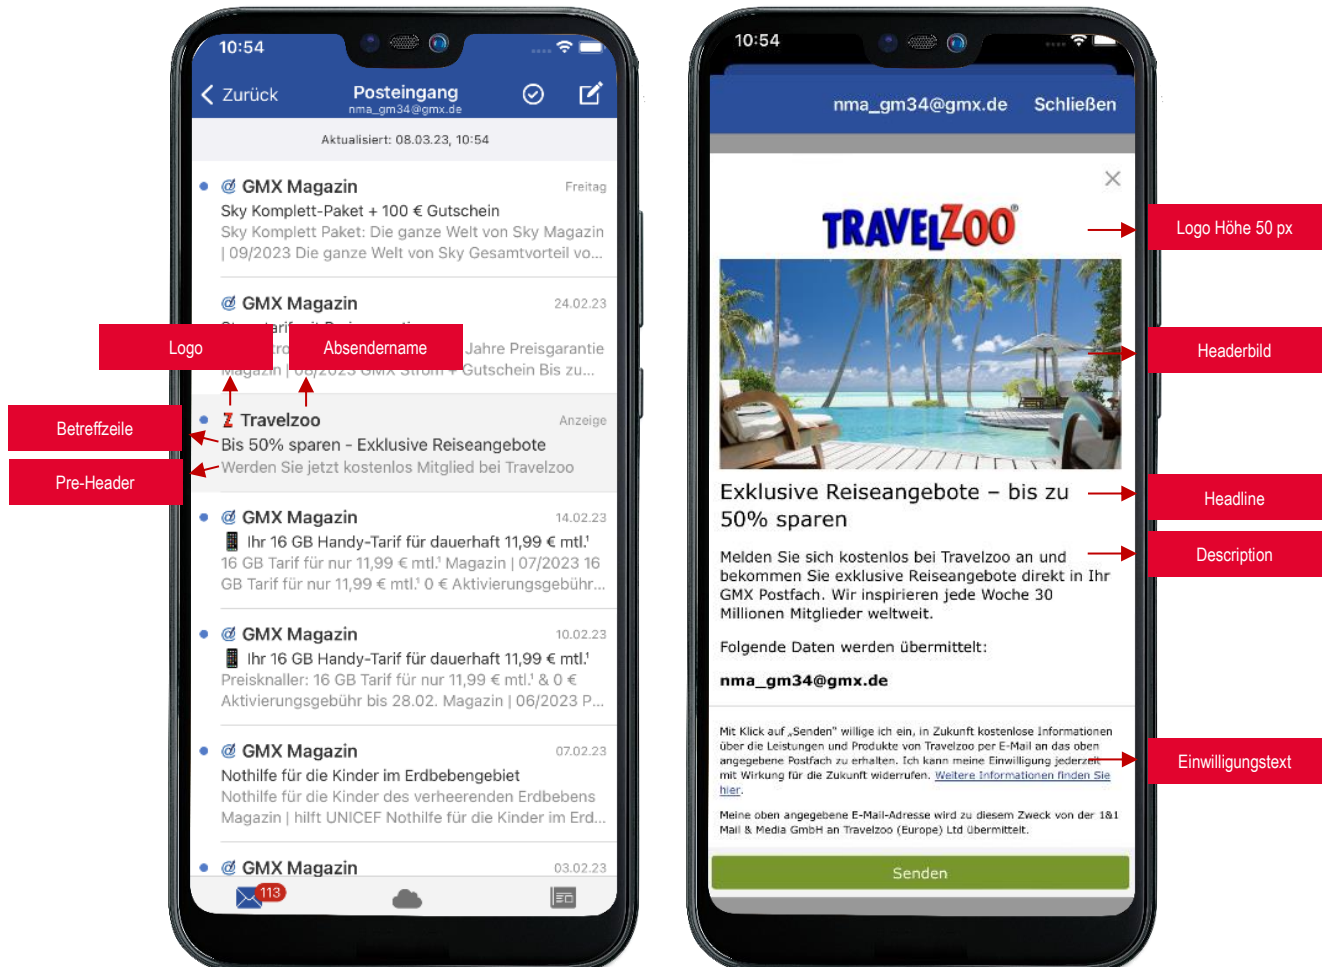 10:54
Zurück
Posteingang
nma_gm34@gmx.de
Aktualisiert: 08.03.23, 10:54
GMX Magazin
Freitag
Sky Komplett-Paket + 100 € Gutschein
Sky Komplett Paket: Die ganze Welt von Sky Magazin
| 09/2023 Die ganze Welt von Sky Gesamtvorteil vo...
GMX Magazin
24.02.23
Jahre Preisgarantie
Magazin | 08/2023 GMX Strom + Gutschein Bis zu...
Logo
Absendername
Travelzoo
Anzeige
Bis 50% sparen - Exklusive Reiseangebote
Werden Sie jetzt kostenlos Mitglied bei Travelzoo
Betreffzeile
Pre-Header
GMX Magazin
14.02.23
Ihr 16 GB Handy-Tarif für dauerhaft 11,99 € mtl.¹
16 GB Tarif für nur 11,99 € mtl.¹ Magazin | 07/2023 16
GB Tarif für nur 11,99 € mtl.¹ 0 € Aktivierungsgebühr...
GMX Magazin
10.02.23
Ihr 16 GB Handy-Tarif für dauerhaft 11,99 € mtl.¹
Preisknaller: 16 GB Tarif für nur 11,99 € mtl.¹ & 0 €
Aktivierungsgebühr bis 28.02. Magazin | 06/2023 P...
GMX Magazin
07.02.23
Nothilfe für die Kinder im Erdbebengebiet
Nothilfe für die Kinder des verheerenden Erdbebens
Magazin | hilft UNICEF Nothilfe für die Kinder im Erd...
GMX Magazin
03.02.23
113
10:54
nma_gm34@gmx.de
Schließen
TRAVELZOO®
Logo Höhe 50 px
Headerbild
Exklusive Reiseangebote – bis zu
50% sparen
Headline
Melden Sie sich kostenlos bei Travelzoo an und
bekommen Sie exklusive Reiseangebote direkt in Ihr
GMX Postfach. Wir inspirieren jede Woche 30
Millionen Mitglieder weltweit.
Description
Folgende Daten werden übermittelt:
nma_gm34@gmx.de
Mit Klick auf „Senden" willige ich ein, in Zukunft kostenlose Informationen
über die Leistungen und Produkte von Travelzoo per E-Mail an das oben
angegebene Postfach zu erhalten. Ich kann meine Einwilligung jederzeit
mit Wirkung für die Zukunft widerrufen. Weitere Informationen finden Sie
hier.
Einwilligungstext
Meine oben angegebene E-Mail-Adresse wird zu diesem Zweck von der 1&1
Mail & Media GmbH an Travelzoo (Europe) Ltd übermittelt.
Senden